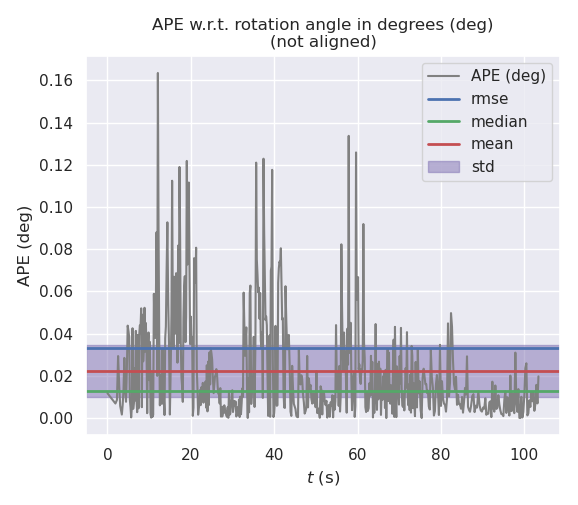 APE w.r.t. rotation angle in degrees (deg)
(not aligned)
APE (deg)
rmse
median
mean
std
APE (deg)
0.16
0.14
0.12
0.10
0.08
0.06
0.04
0.02
0.00
0 20 40 60 80 100
t (s)